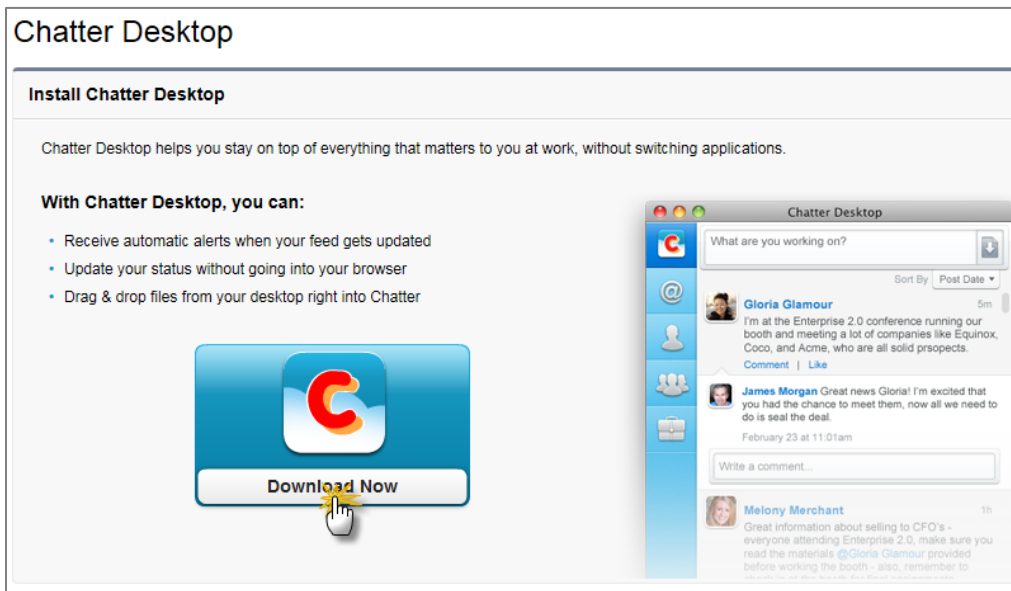 Chatter Desktop
Install Chatter Desktop
Chatter Desktop helps you stay on top of everything that matters to you at work, without switching applications.
With Chatter Desktop, you can:
• Receive automatic alerts when your feed gets updated
• Update your status without going into your browser
• Drag & drop files from your desktop right into Chatter
C
Download Now
Chatter Desktop
C
What are you working on?
@
Sort By Post Date ▾
Gloria Glamour 5m
I'm at the Enterprise 2.0 conference running our
booth and meeting a lot of companies like Equinox,
Coco, and Acme, who are all solid prsopects.
Comment | Like
James Morgan Great news Gloria! I'm excited that
you had the chance to meet them, now all we need to
do is seal the deal.
February 23 at 11:01am
Write a comment...
Melony Merchant 1h
Great information about selling to CFO's -
everyone attending Enterprise 2.0, make sure you
read the materials @Gloria Glamour provided
before working the booth - also, remember to